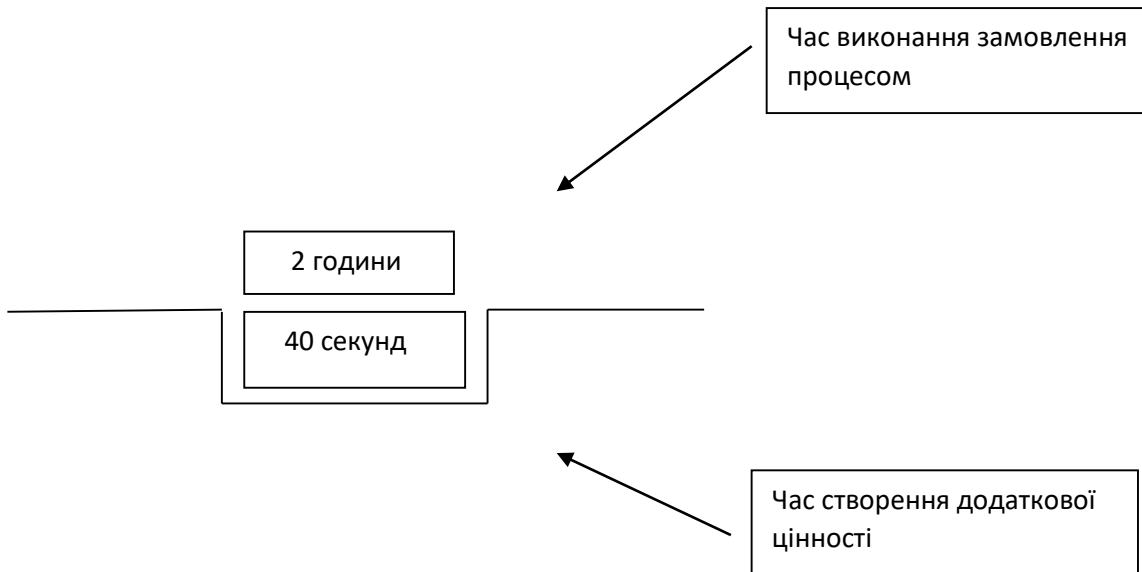 Час виконання замовлення
процесом
2 години
40 секунд
Час створення додаткової
цінності